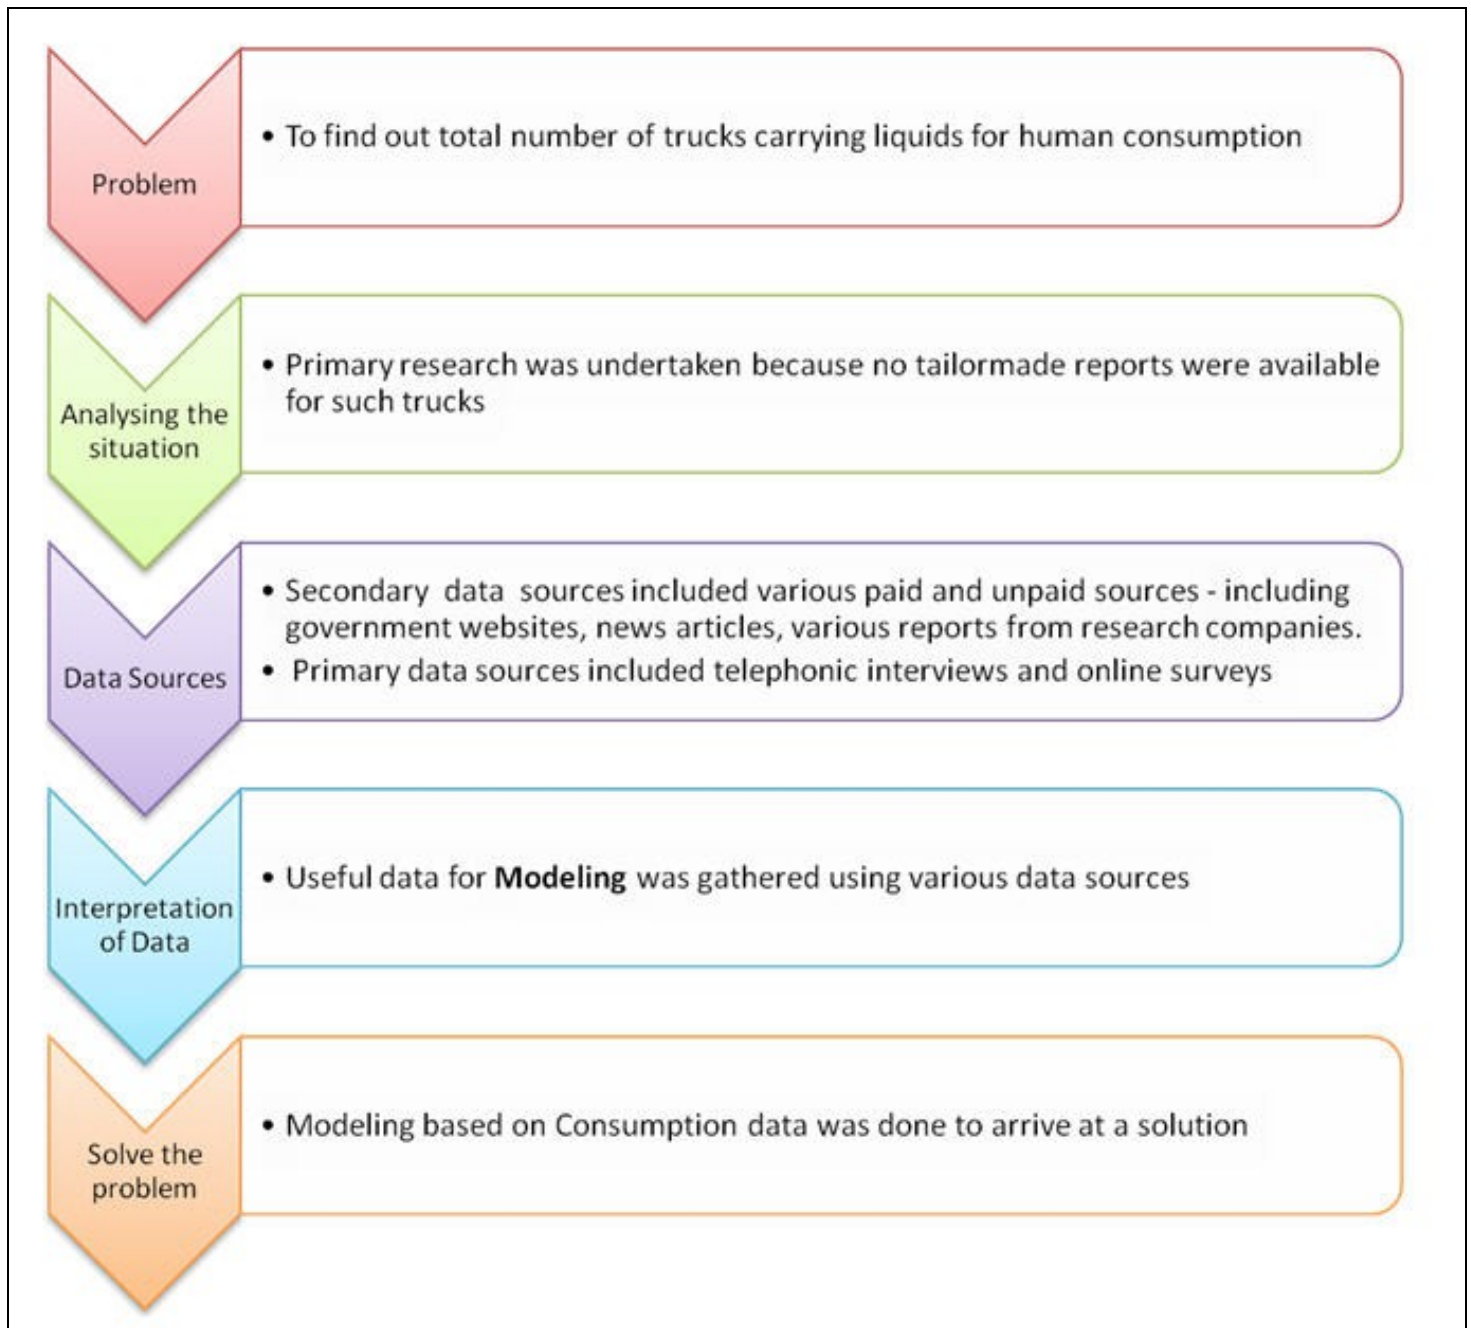 Problem
• To find out total number of trucks carrying liquids for human consumption
Analysing the
situation
• Primary research was undertaken because no tailormade reports were available
for such trucks
Data Sources
• Secondary data sources included various paid and unpaid sources - including
government websites, news articles, various reports from research companies.
• Primary data sources included telephonic interviews and online surveys
Interpretation
of Data
• Useful data for Modeling was gathered using various data sources
Solve the
problem
• Modeling based on Consumption data was done to arrive at a solution